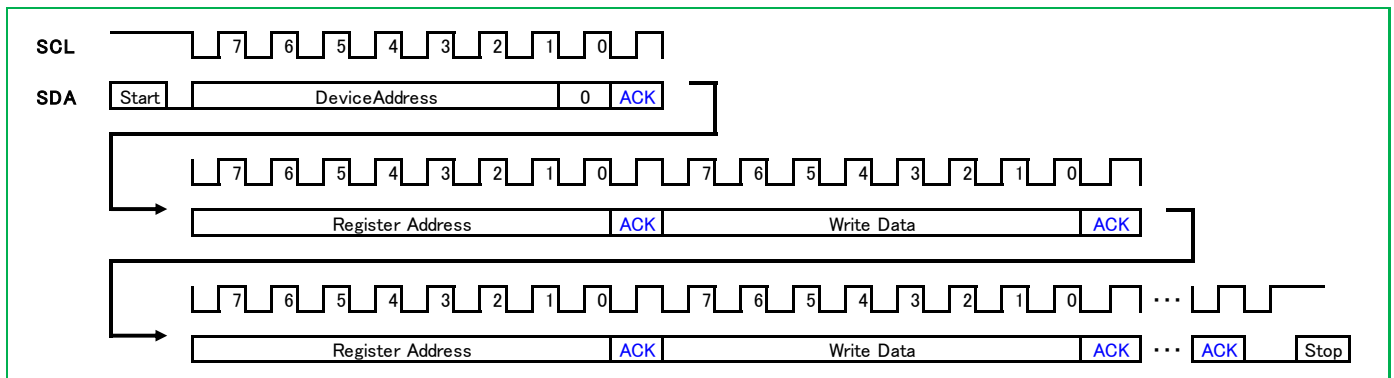 SCL 7 6 5 4 3 2 1 0
SDA Start DeviceAddress 0 ACK
7 6 5 4 3 2 1 0 7 6 5 4 3 2 1 0
Register Address ACK Write Data ACK
7 6 5 4 3 2 1 0 7 6 5 4 3 2 1 0 ···
Register Address ACK Write Data ACK ··· ACK Stop